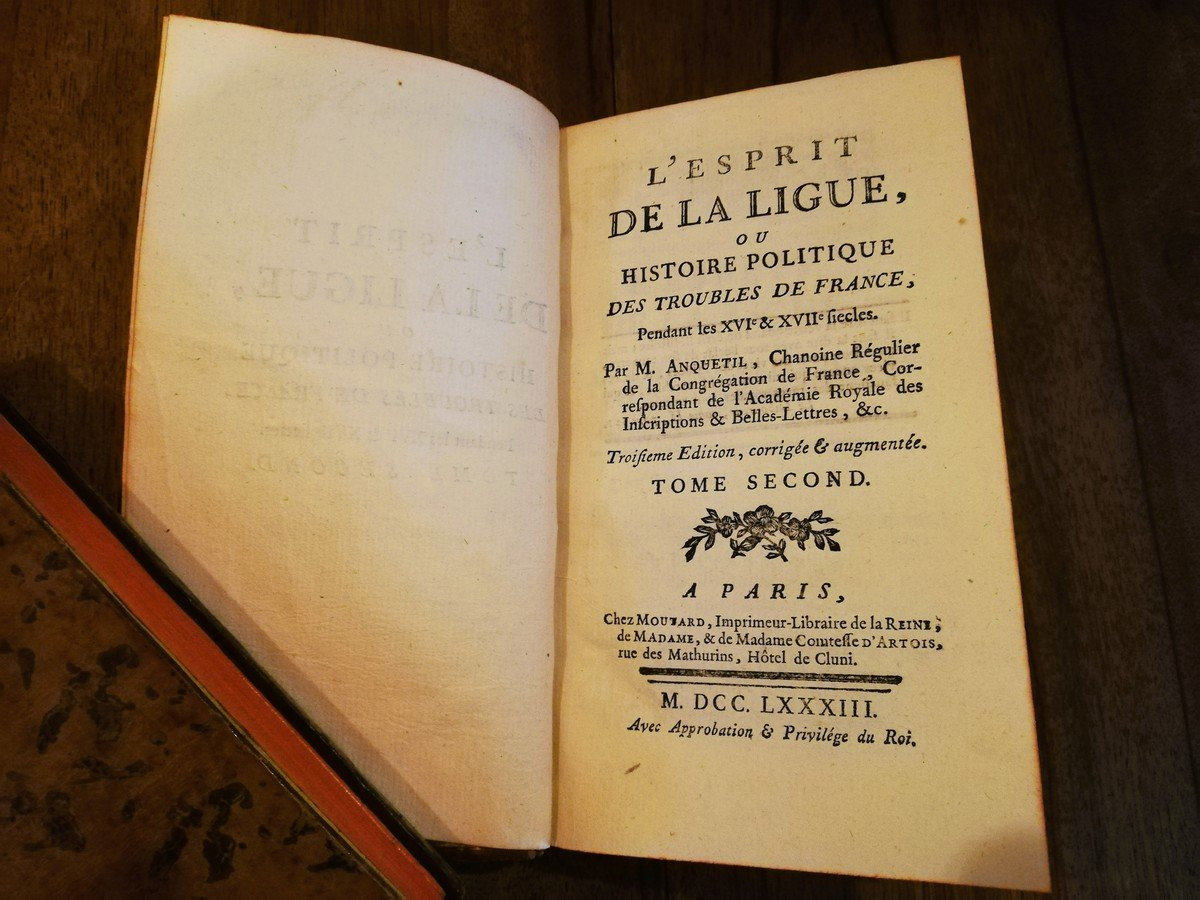 L'ESPRIT
DE LA LIGUE,
OU
HISTOIRE POLITIQUE
DES TROUBLES DE FRANCE,
Pendant les XVIe & XVIIe ſiecles.
Par M. ANQUETIL, Chanoine Régulier
de la Congrégation de France, Cor-
reſpondant de l'Académie Royale des
Inſcriptions & Belles-Lettres, &c.
Troiſieme Edition, corrigée & augmentée.
TOME SECOND.
A PARIS,
Chez MOUTARD, Imprimeur-Libraire de la REINE,
de MADAME, & de Madame Comteſſe D'ARTOIS,
rue des Mathurins, Hôtel de Cluni.
M. DCC. LXXXIII.
Avec Approbation & Privilége du Roi.